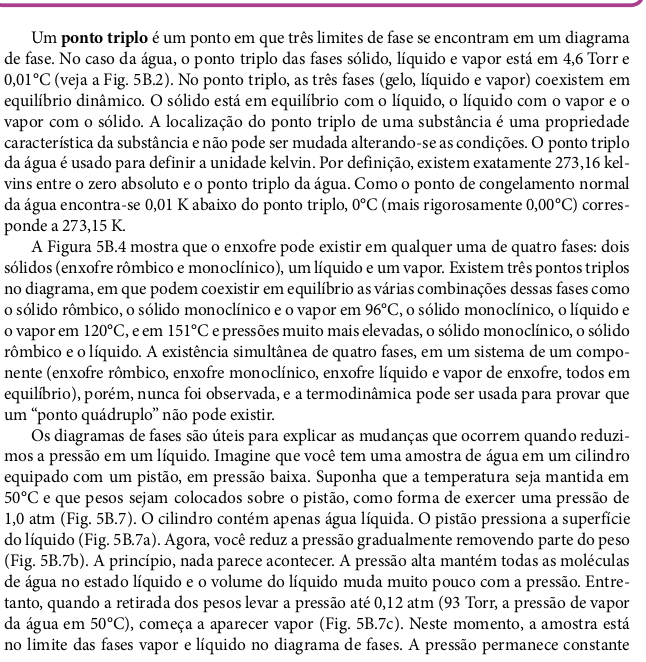 Um ponto triplo é um ponto em que três limites de fase se encontram em um diagrama
de fase. No caso da água, o ponto triplo das fases sólido, líquido e vapor está em 4,6 Torr e
0,01°C (veja a Fig. 5B.2). No ponto triplo, as três fases (gelo, líquido e vapor) coexistem em
equilíbrio dinâmico. O sólido está em equilíbrio com o líquido, o líquido com o vapor e o
vapor com o sólido. A localização do ponto triplo de uma substância é uma propriedade
característica da substância e não pode ser mudada alterando-se as condições. O ponto triplo
da água é usado para definir a unidade kelvin. Por definição, existem exatamente 273,16 kel-
vins entre o zero absoluto e o ponto triplo da água. Como o ponto de congelamento normal
da água encontra-se 0,01 K abaixo do ponto triplo, 0°C (mais rigorosamente 0,00°C) corres-
ponde a 273,15 K.
A Figura 5B.4 mostra que o enxofre pode existir em qualquer uma de quatro fases: dois
sólidos (enxofre rômbico e monoclínico), um líquido e um vapor. Existem três pontos triplos
no diagrama, em que podem coexistir em equilíbrio as várias combinações dessas fases como
o sólido rômbico, o sólido monoclínico e o vapor em 96°C, o sólido monoclínico, o líquido e
o vapor em 120°C, e em 151°C e pressões muito mais elevadas, o sólido monoclínico, o sólido
rômbico e o líquido. A existência simultânea de quatro fases, em um sistema de um compo-
nente (enxofre rômbico, enxofre monoclínico, enxofre líquido e vapor de enxofre, todos em
equilíbrio), porém, nunca foi observada, e a termodinâmica pode ser usada para provar que
um “ponto quádruplo” não pode existir.
Os diagramas de fases são úteis para explicar as mudanças que ocorrem quando reduzi-
mos a pressão em um líquido. Imagine que você tem uma amostra de água em um cilindro
equipado com um pistão, em pressão baixa. Suponha que a temperatura seja mantida em
50°C e que pesos sejam colocados sobre o pistão, como forma de exercer uma pressão de
1,0 atm (Fig. 5B.7). O cilindro contém apenas água líquida. O pistão pressiona a superfície
do líquido (Fig. 5B.7a). Agora, você reduz a pressão gradualmente removendo parte do peso
(Fig. 5B.7b). A princípio, nada parece acontecer. A pressão alta mantém todas as moléculas
de água no estado líquido e o volume do líquido muda muito pouco com a pressão. Entre-
tanto, quando a retirada dos pesos levar a pressão até 0,12 atm (93 Torr, a pressão de vapor
da água em 50°C), começa a aparecer vapor (Fig. 5B.7c). Neste momento, a amostra está
no limite das fases vapor e líquido no diagrama de fases. A pressão permanece constante